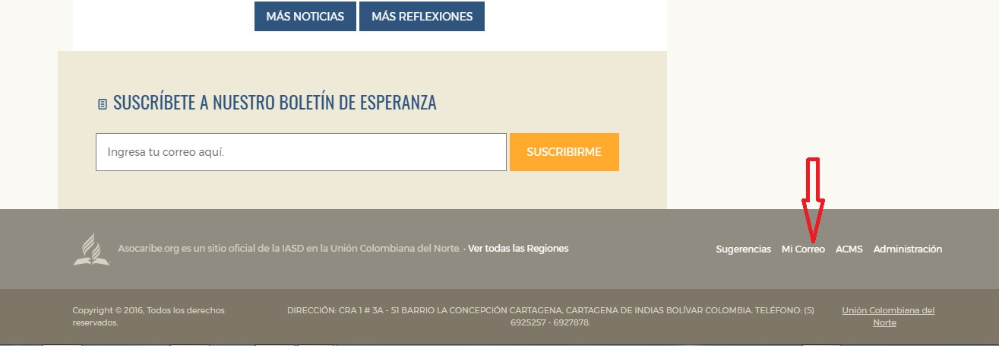 MÁS NOTICIAS MÁS REFLEXIONES
SUSCRÍBETE A NUESTRO BOLETÍN DE ESPERANZA
Ingresa tu correo aquí. SUSCRIBIRME
Asocaribe.org es un sitio oficial de la IASD en la Unión Colombiana del Norte. · Ver todas las Regiones
Sugerencias Mi Correo ACMS Administración
Copyright © 2016, Todos los derechos
reservados.
DIRECCIÓN: CRA 1 # 3A - 51 BARRIO LA CONCEPCIÓN CARTAGENA, CARTAGENA DE INDIAS BOLÍVAR COLOMBIA. TELÉFONO: (5)
6925257 - 6927878.
Unión Colombiana del
Norte